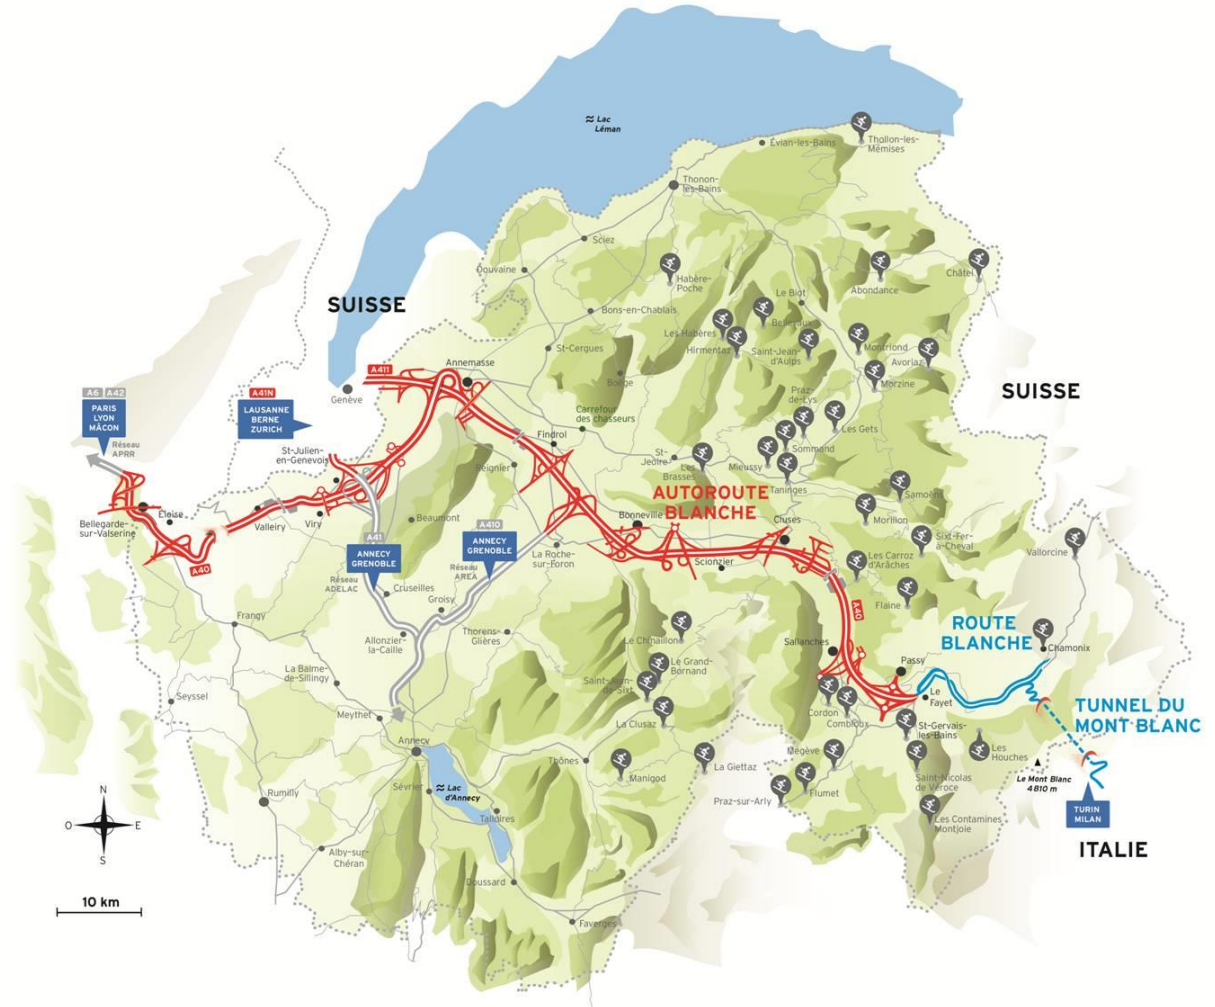 Lac
Léman
Thollon-les-
Mémises
Évian-les-Bains
Thonon-
les-Bains
Sciez
Douvaine
Habère-
Poche
Abondance
Châtel
SUISSE
Le Biot
Bons-en-Chablais
Bellevaux
Les Habères
Hirmentaz
Saint-Jean-
d'Aulps
Montriond
Avoriaz
St-Cergues
A411
Annemasse
Boëge
Morzine
SUISSE
Genève
A6
A42
PARIS
LYON
MÂCON
A41N
LAUSANNE
BERNE
ZURICH
Praz-
de-Lys
Carrefour
des chasseurs
Les Gets
Réseau
APRR
St-Julien-
en-Genevois
Findrol
Sommand
St-
Jeoire
Les
Brasses
Mieussy
Reignier
Taninges
AUTOROUTE
BLANCHE
Samoëns
Éloise
Bellegarde-
sur-Valserine
Valleiry
Viry
Beaumont
Bonneville
Cluses
Morillon
A410
ANNECY
GRENOBLE
A41
ANNECY
GRENOBLE
Sixt-Fer-
à-Cheval
Vallorcine
La Roche-
sur-Foron
Scionzier
Les Carroz
d'Arâches
A40
Réseau
AREA
Réseau
ADELAC
Cruseilles
Groisy
Flaine
A40
Frangy
Allonzier-
la-Caille
Thorens-
Glières
Le Chinaillon
Sallanches
ROUTE
BLANCHE
Chamonix
La Balme-
de-Sillingy
Le Grand-
Bornand
Passy
Saint-Jean-
de-Sixt
Le
Fayet
Seyssel
Meythet
La Clusaz
Cordon
Combloux
St-Gervais-
les-Bains
TUNNEL DU
MONT BLANC
Annecy
Thônes
Manigod
La Giettaz
Megève
Les
Houches
Saint-Nicolas
de Véroce
Le Mont Blanc
4 810 m
Sévrier
Lac
d'Annecy
Praz-sur-Arly
Flumet
Rumilly
Talloires
Les Contamines
Montjoie
TURIN
MILAN
N
O
E
S
ITALIE
Alby-sur-
Chéran
Doussard
10 km
Faverges